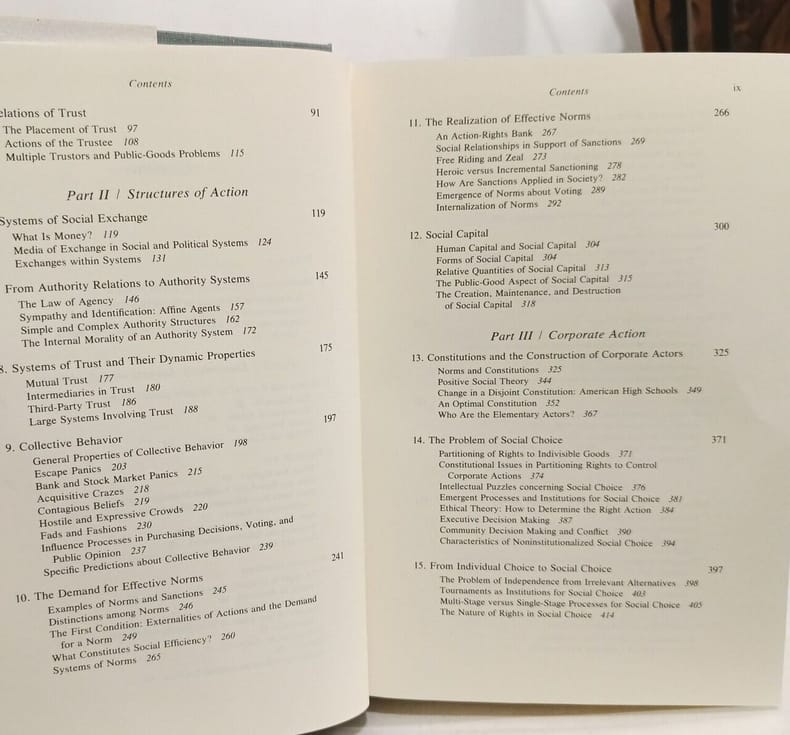 Contents
elations of Trust 91
The Placement of Trust 97
Actions of the Trustee 108
Multiple Trustors and Public-Goods Problems 115
Part II / Structures of Action
Systems of Social Exchange 119
What Is Money? 119
Media of Exchange in Social and Political Systems 124
Exchanges within Systems 131
From Authority Relations to Authority Systems 145
The Law of Agency 146
Sympathy and Identification: Affine Agents 157
Simple and Complex Authority Structures 162
The Internal Morality of an Authority System 172
8. Systems of Trust and Their Dynamic Properties 175
Mutual Trust 177
Intermediaries in Trust 180
Third-Party Trust 186
Large Systems Involving Trust 188
9. Collective Behavior 197
General Properties of Collective Behavior 198
Escape Panics 203
Bank and Stock Market Panics 215
Acquisitive Crazes 218
Contagious Beliefs 219
Hostile and Expressive Crowds 220
Fads and Fashions 230
Influence Processes in Purchasing Decisions, Voting, and
Public Opinion 237
Specific Predictions about Collective Behavior 239
10. The Demand for Effective Norms 241
Examples of Norms and Sanctions 245
Distinctions among Norms 246
The First Condition: Externalities of Actions and the Demand
for a Norm 249
What Constitutes Social Efficiency? 260
Systems of Norms 265
Contents ix
11. The Realization of Effective Norms 266
An Action-Rights Bank 267
Social Relationships in Support of Sanctions 269
Free Riding and Zeal 273
Heroic versus Incremental Sanctioning 278
How Are Sanctions Applied in Society? 282
Emergence of Norms about Voting 289
Internalization of Norms 292
12. Social Capital 300
Human Capital and Social Capital 304
Forms of Social Capital 304
Relative Quantities of Social Capital 313
The Public-Good Aspect of Social Capital 315
The Creation, Maintenance, and Destruction
of Social Capital 318
Part III / Corporate Action
13. Constitutions and the Construction of Corporate Actors 325
Norms and Constitutions 325
Positive Social Theory 344
Change in a Disjoint Constitution: American High Schools 349
An Optimal Constitution 352
Who Are the Elementary Actors? 367
14. The Problem of Social Choice 371
Partitioning of Rights to Indivisible Goods 371
Constitutional Issues in Partitioning Rights to Control
Corporate Actions 374
Intellectual Puzzles concerning Social Choice 376
Emergent Processes and Institutions for Social Choice 381
Ethical Theory: How to Determine the Right Action 384
Executive Decision Making 387
Community Decision Making and Conflict 390
Characteristics of Noninstitutionalized Social Choice 394
15. From Individual Choice to Social Choice 397
The Problem of Independence from Irrelevant Alternatives 398
Tournaments as Institutions for Social Choice 403
Multi-Stage versus Single-Stage Processes for Social Choice 405
The Nature of Rights in Social Choice 414